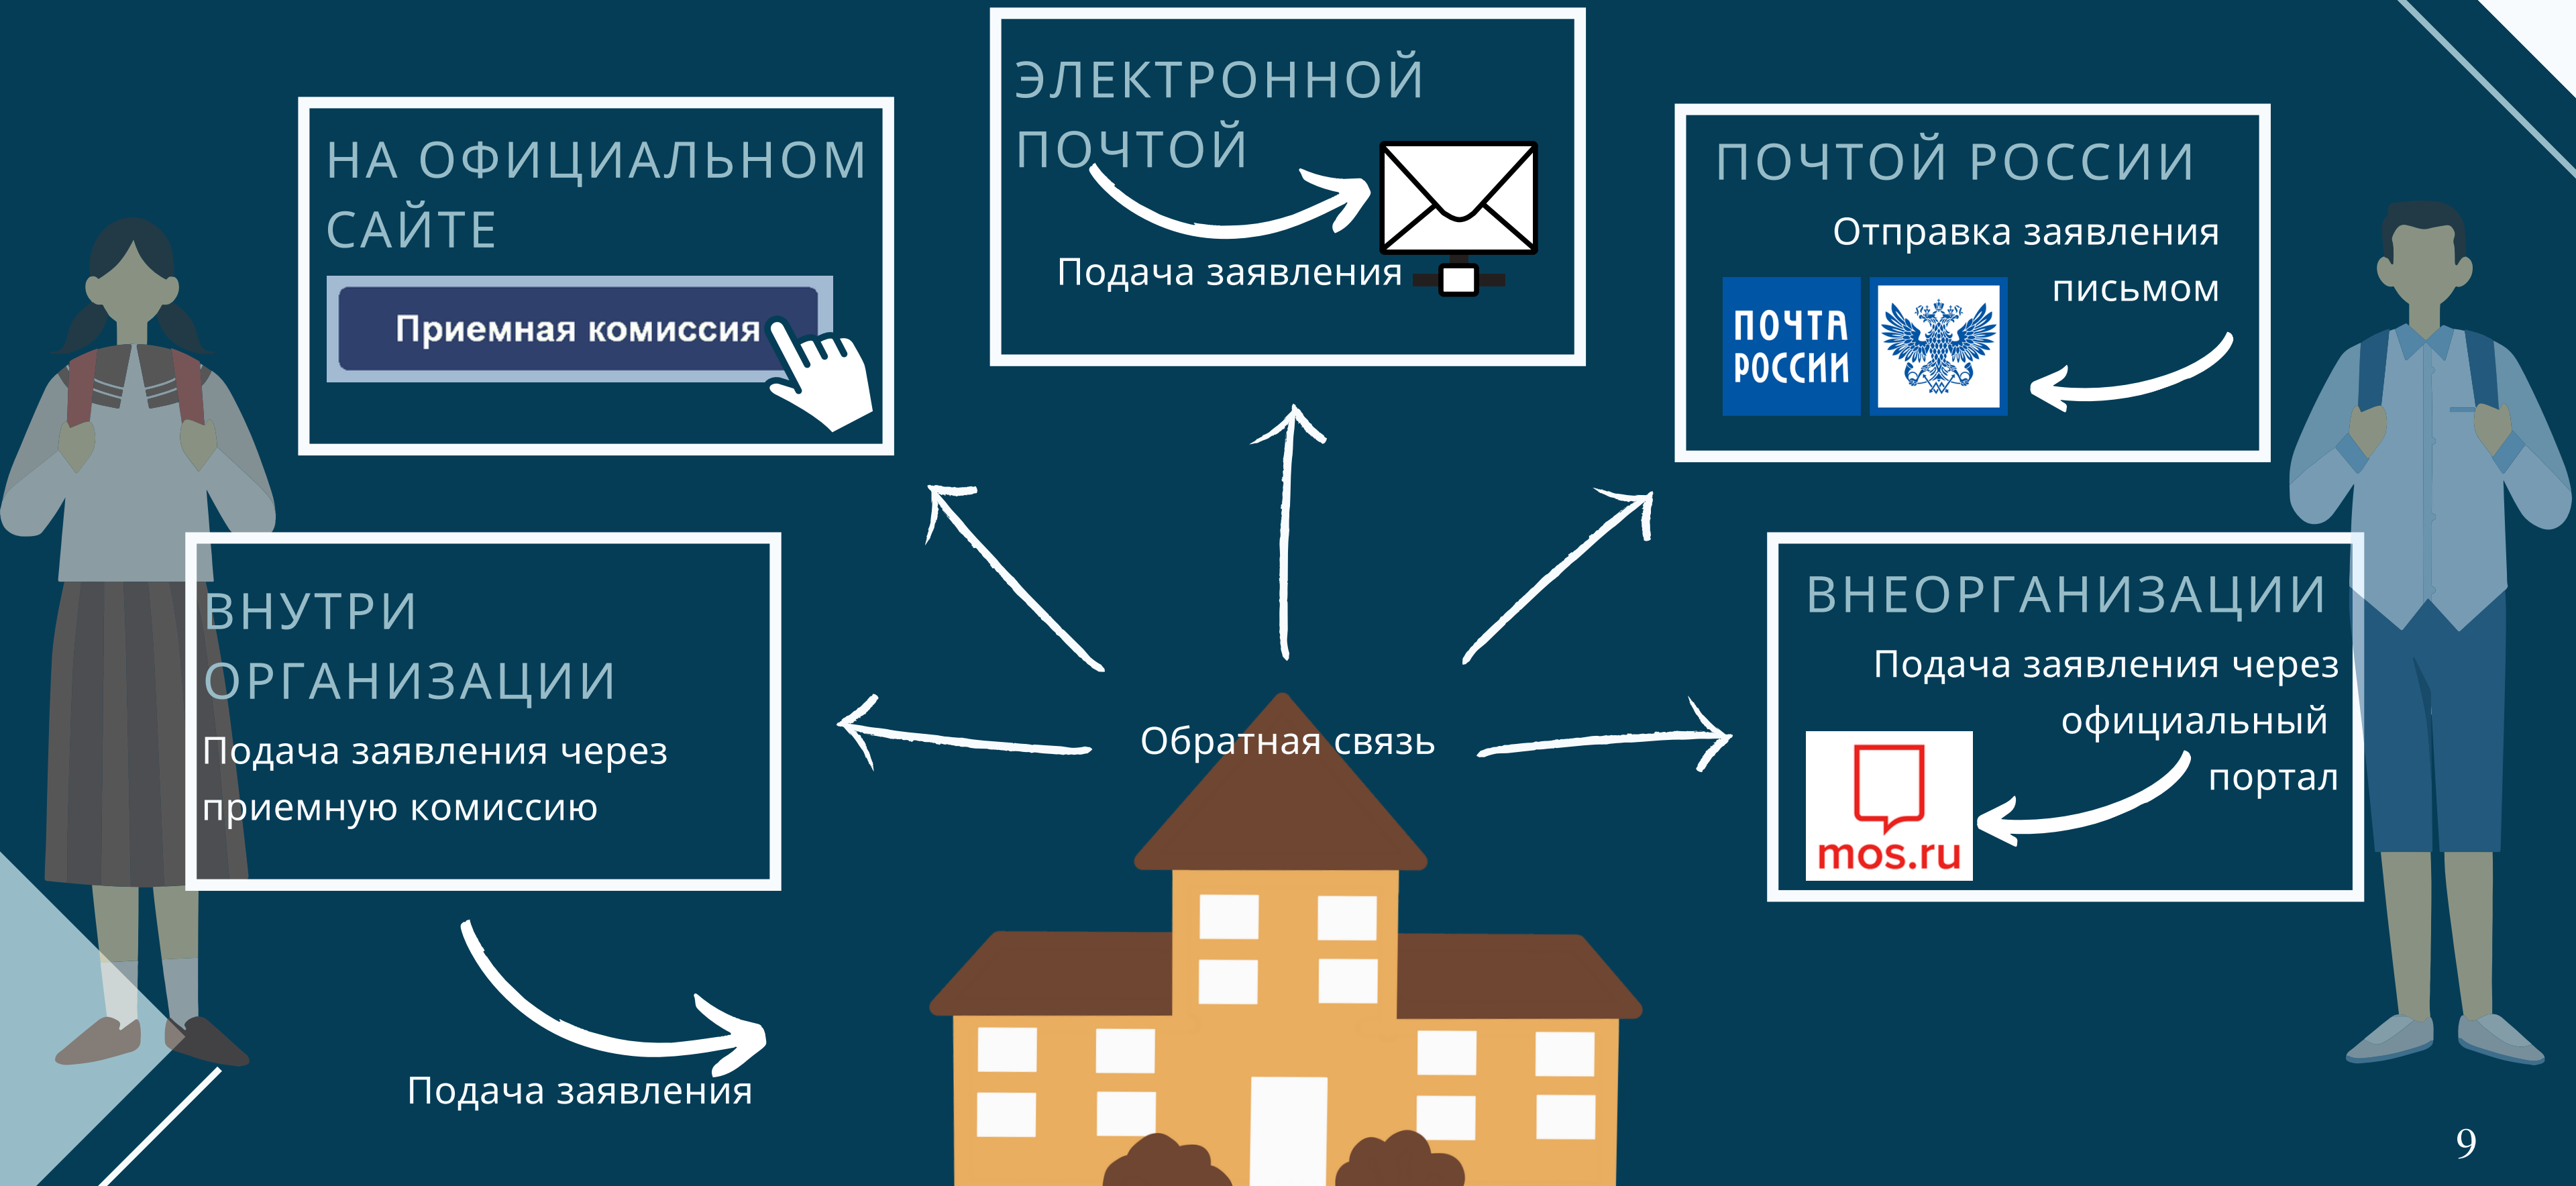 НА ОФИЦИАЛЬНОМ
САЙТЕ
Приемная комиссия
ЭЛЕКТРОННОЙ
ПОЧТОЙ
Подача заявления
ПОЧТОЙ РОССИИ
Отправка заявления
письмом
ПОЧТА
РОССИИ
ВНУТРИ
ОРГАНИЗАЦИИ
Подача заявления через
приемную комиссию
Обратная связь
ВНЕОРГАНИЗАЦИИ
Подача заявления через
официальный
портал
mos.ru
Подача заявления
9